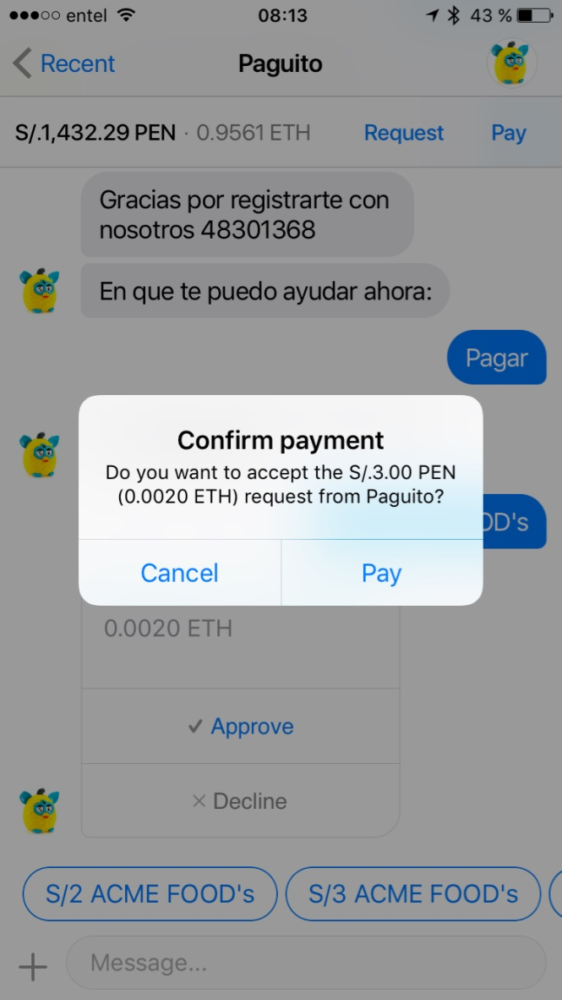 entel 08:13 43 %
Recent Paguito
S/.1,432.29 PEN · 0.9561 ETH Request Pay
Gracias por registrarte con
nosotros 48301368
En que te puedo ayudar ahora:
Pagar
Confirm payment
Do you want to accept the S/.3.00 PEN
(0.0020 ETH) request from Paguito?
OD's
Cancel Pay
0.0020 ETH
✓ Approve
× Decline
S/2 ACME FOOD's S/3 ACME FOOD's
Message...